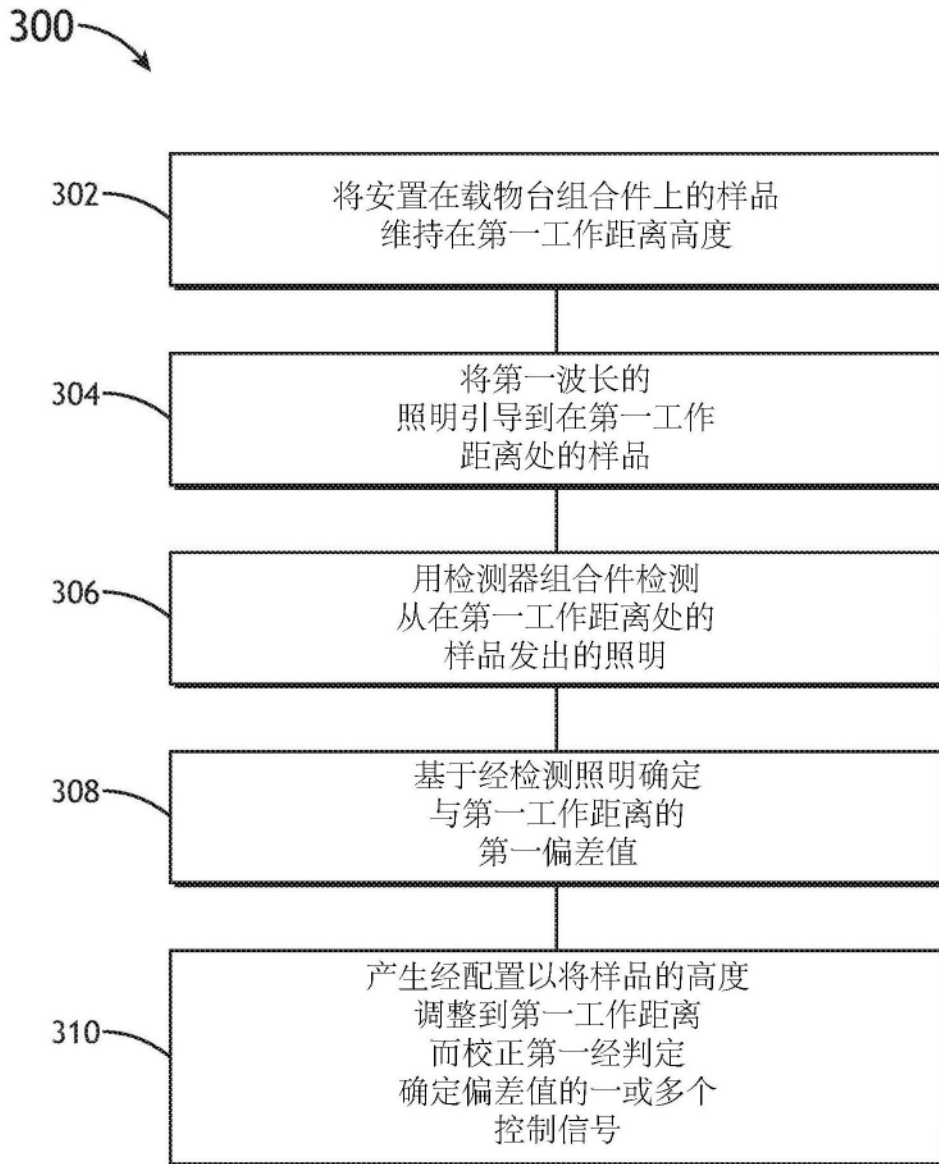 300
302
将安置在载物台组合件上的样品
维持在第一工作距离高度
304
将第一波长的
照明引导到在第一工作
距离处的样品
306
用检测器组合件检测
从在第一工作距离处的
样品发出的照明
308
基于经检测照明确定
与第一工作距离的
第一偏差值
310
产生经配置以将样品的高度
调整到第一工作距离
而校正第一经判定
确定偏差值的一或多个
控制信号